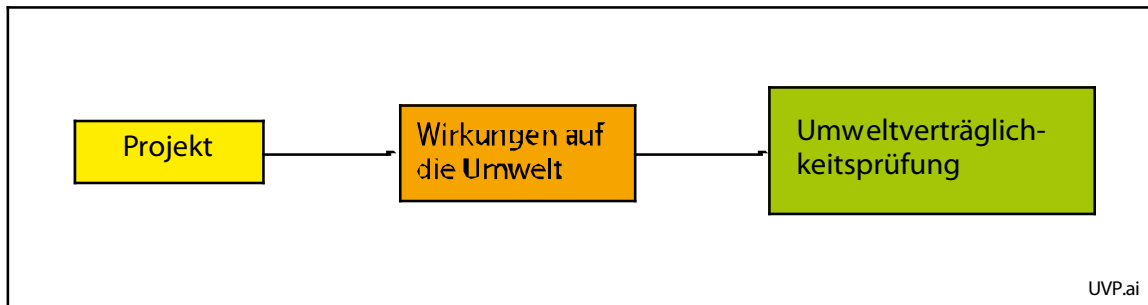 Projekt
Wirkungen auf
die Umwelt
Umweltverträglich-
keitsprüfung
UVP.ai